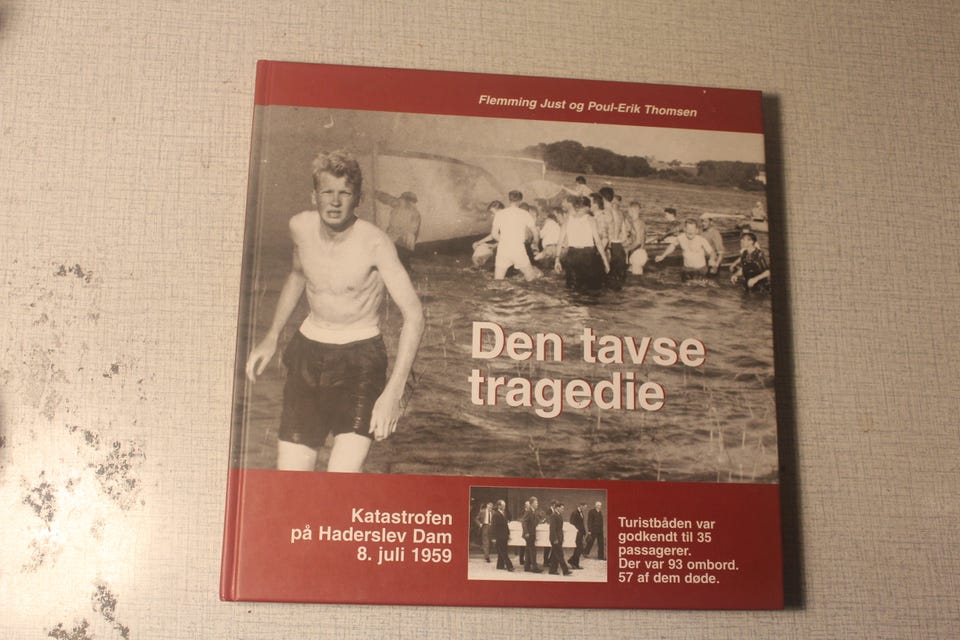 Flemming Just og Poul-Erik Thomsen
Den tavse
tragedie
Katastrofen
på Haderslev Dam
8. juli 1959
Turistbåden var
godkendt til 35
passagerer.
Der var 93 ombord.
57 af dem døde.